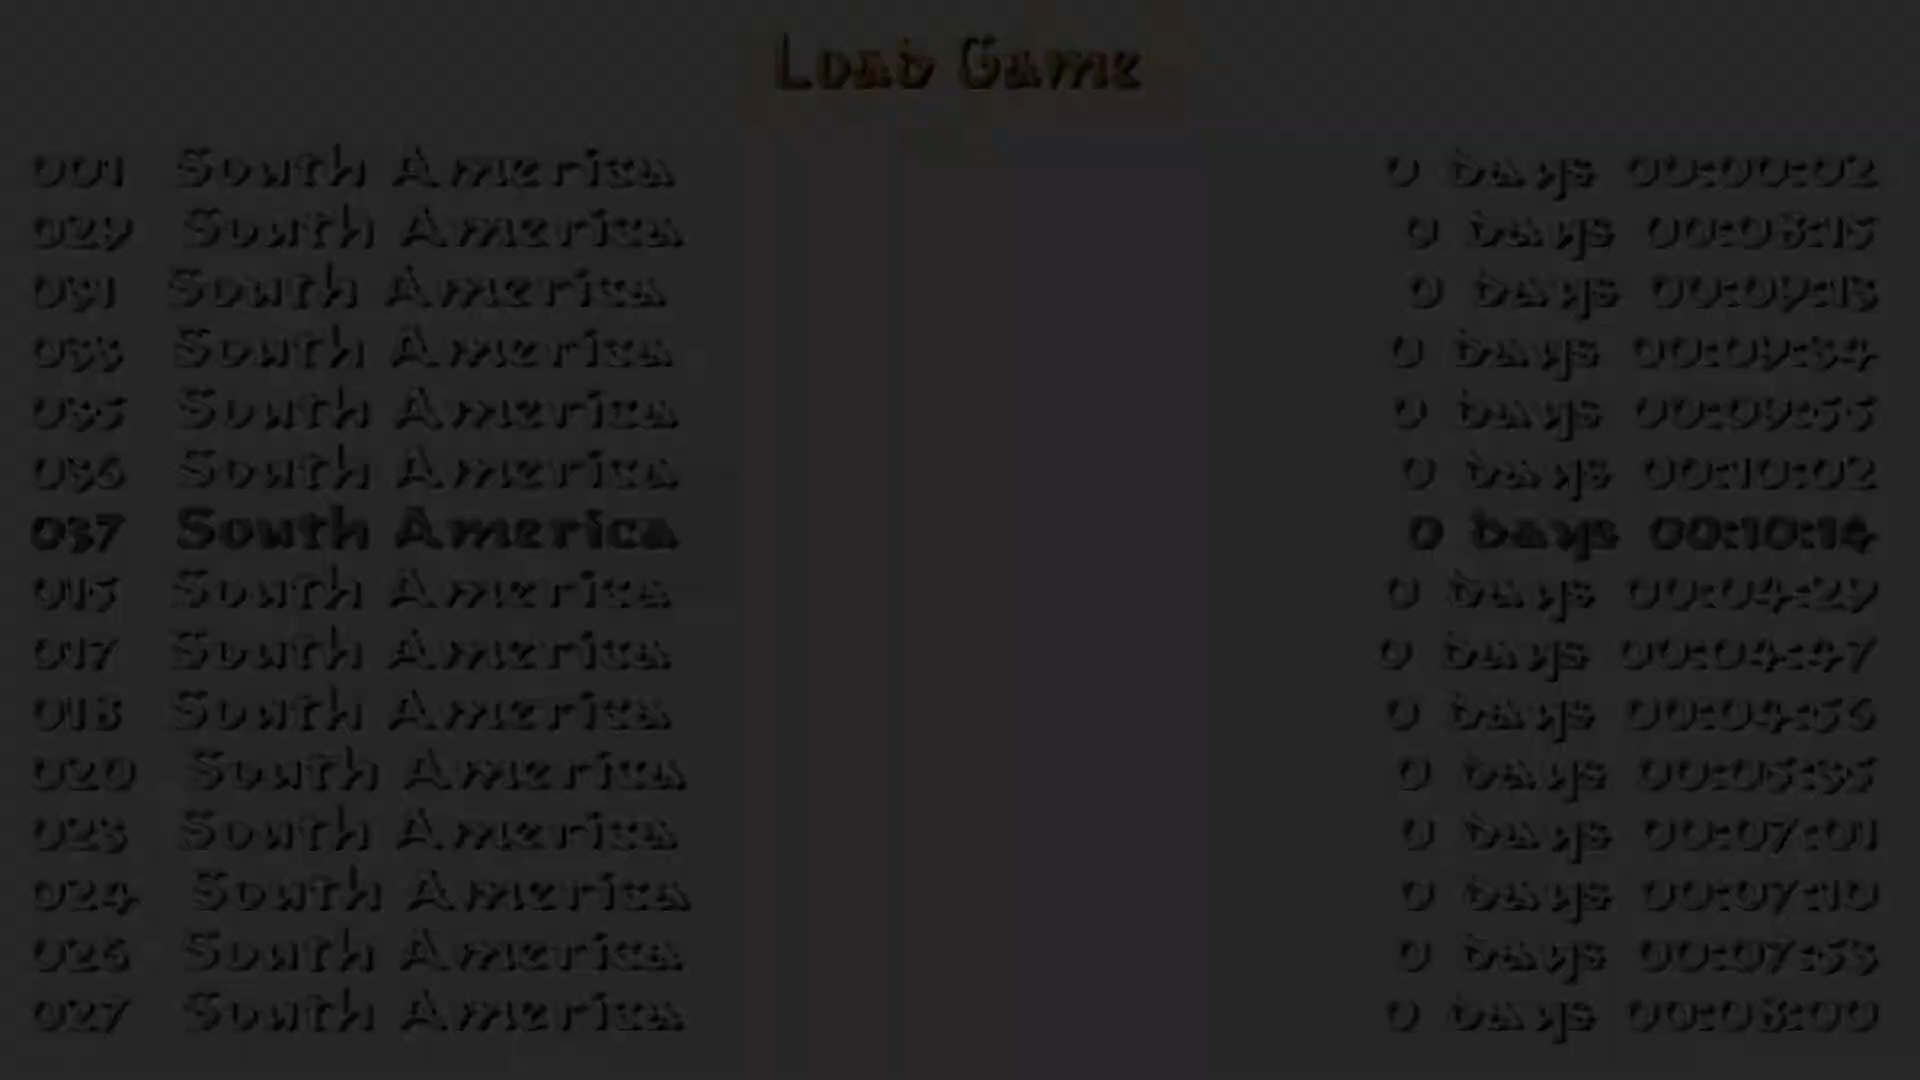 Load Game
001 South America 0 days 00:00:02
029 South America 0 days 00:08:15
031 South America 0 days 00:09:13
033 South America 0 days 00:09:34
035 South America 0 days 00:09:55
036 South America 0 days 00:10:02
037 South America 0 days 00:10:14
015 South America 0 days 00:04:29
017 South America 0 days 00:04:47
018 South America 0 days 00:04:56
020 South America 0 days 00:05:35
023 South America 0 days 00:07:01
024 South America 0 days 00:07:10
026 South America 0 days 00:07:53
027 South America 0 days 00:08:00